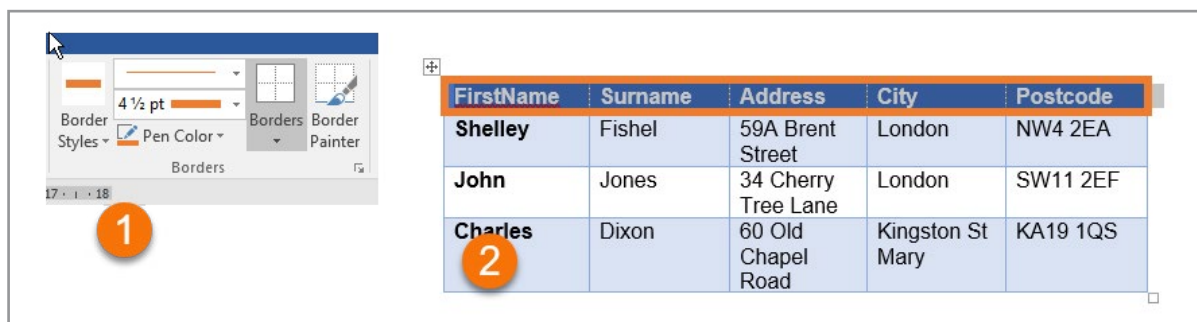 4 ½ pt
Border
Styles
Pen Color
Borders
Border
Painter
Borders
17 18
1
FirstName Surname Address City Postcode
Shelley Fishel 59A Brent London NW4 2EA
Street
John Jones 34 Cherry London SW11 2EF
Tree Lane
Charles Dixon 60 Old Kingston St KA19 1QS
2 Chapel Mary
Road